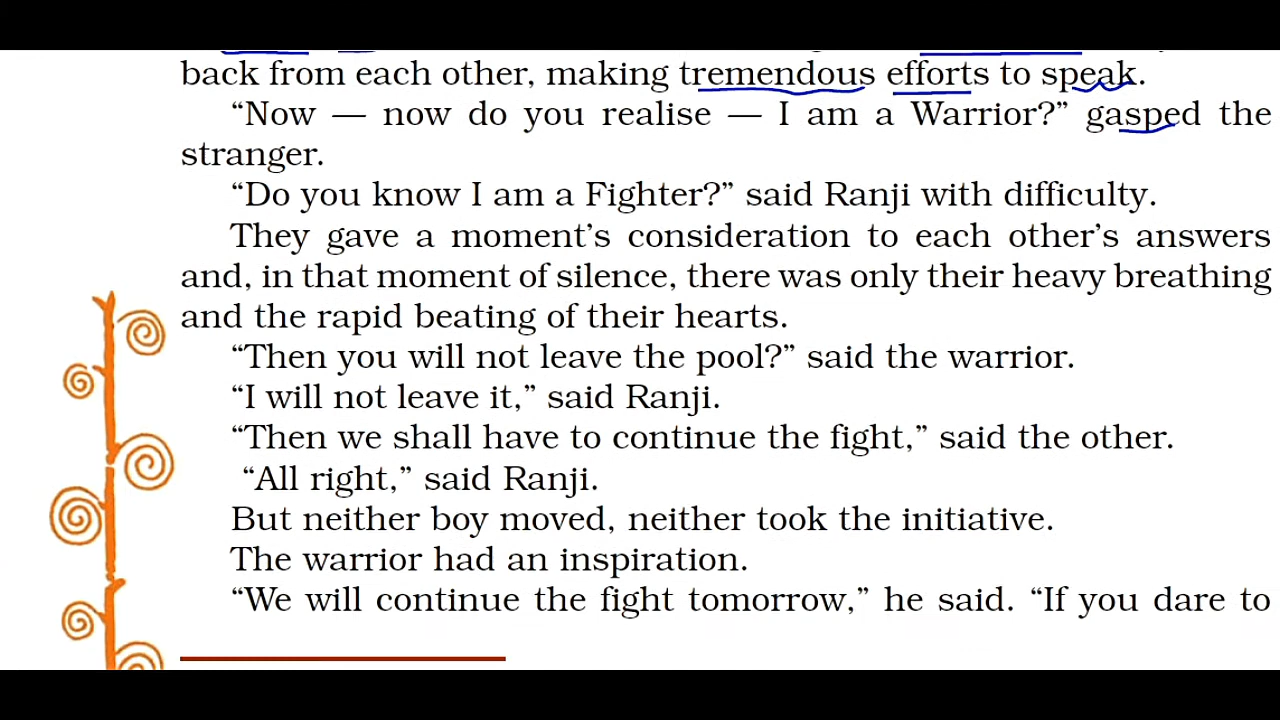 back from each other, making tremendous efforts to speak.
“Now — now do you realise — I am a Warrior?” gasped the
stranger.
“Do you know I am a Fighter?” said Ranji with difficulty.
They gave a moment’s consideration to each other’s answers
and, in that moment of silence, there was only their heavy breathing
and the rapid beating of their hearts.
“Then you will not leave the pool?” said the warrior.
“I will not leave it,” said Ranji.
“Then we shall have to continue the fight,” said the other.
“All right,” said Ranji.
But neither boy moved, neither took the initiative.
The warrior had an inspiration.
“We will continue the fight tomorrow,” he said. “If you dare to